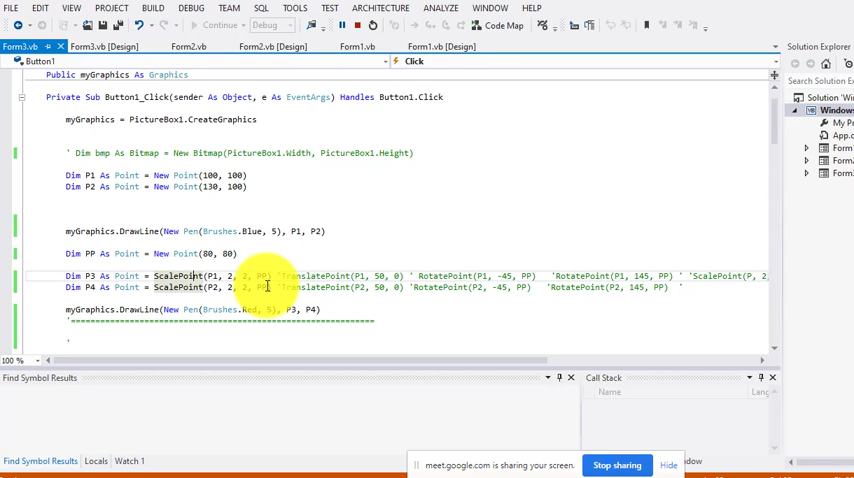 FILE EDIT VIEW PROJECT BUILD DEBUG TEAM SQL TOOLS TEST ARCHITECTURE ANALYZE WINDOW HELP
Continue Debug Code Map
Form3.vb Form3.vb [Design] Form2.vb Form2.vb [Design] Form1.vb Form1.vb [Design]
Solution Explorer
Button1 Click
Search Solution E
Public myGraphics As Graphics
Private Sub Button1_Click(sender As Object, e As EventArgs) Handles Button1.Click
myGraphics = PictureBox1.CreateGraphics
' Dim bmp As Bitmap = New Bitmap(PictureBox1.Width, PictureBox1.Height)
Dim P1 As Point = New Point(100, 100)
Dim P2 As Point = New Point(130, 100)
myGraphics.DrawLine(New Pen(Brushes.Blue, 5), P1, P2)
Dim PP As Point = New Point(80, 80)
Dim P3 As Point = ScalePoint(P1, 2, 2, PP) 'TranslatePoint(P1, 50, 0) ' RotatePoint(P1, -45, PP) 'RotatePoint(P1, 145, PP) ' 'ScalePoint(P, 2,
Dim P4 As Point = ScalePoint(P2, 2, 2, PP) 'TranslatePoint(P2, 50, 0) 'RotatePoint(P2, -45, PP) 'RotatePoint(P2, 145, PP) '
myGraphics.DrawLine(New Pen(Brushes.Red, 5), P3, P4)
'============================================================
'
Solution 'Win
Windows
My Pr
App.c
Form
Form2
Form3
100 %
Find Symbol Results
Call Stack
Name Lang
Find Symbol Results Locals Watch 1
meet.google.com is sharing your screen. Stop sharing Hide
ndow